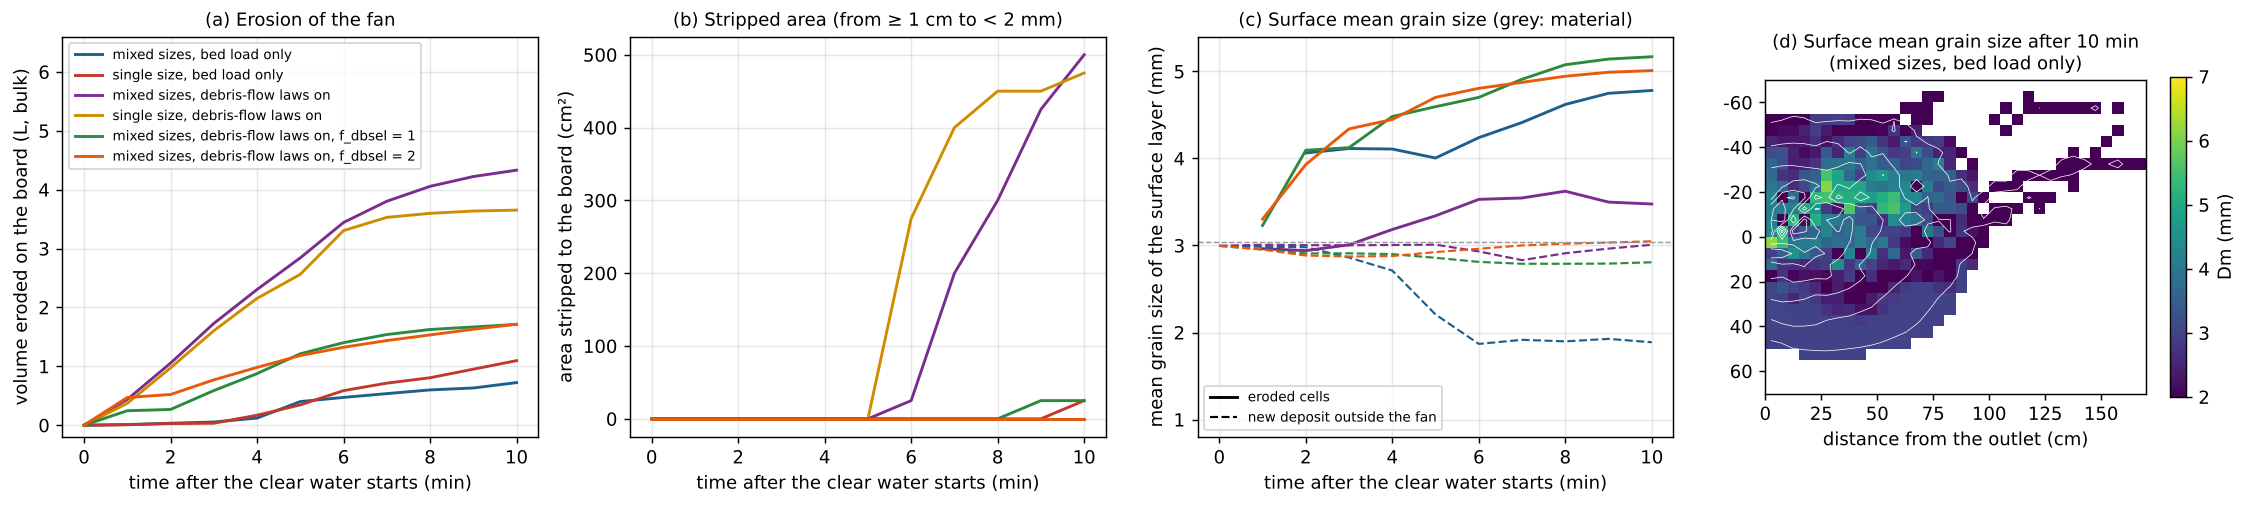 (a) Erosion of the fan
volume eroded on the board (L, bulk)
6
5
4
3
2
1
0
mixed sizes, bed load only
single size, bed load only
mixed sizes, debris-flow laws on
single size, debris-flow laws on
mixed sizes, debris-flow laws on, f_dbsel = 1
mixed sizes, debris-flow laws on, f_dbsel = 2
0 2 4 6 8 10
time after the clear water starts (min)
(b) Stripped area (from ≥ 1 cm to < 2 mm)
area stripped to the board (cm²)
500
400
300
200
100
0
0 2 4 6 8 10
time after the clear water starts (min)
(c) Surface mean grain size (grey: material)
mean grain size of the surface layer (mm)
5
4
3
2
1
eroded cells
new deposit outside the fan
0 2 4 6 8 10
time after the clear water starts (min)
(d) Surface mean grain size after 10 min
(mixed sizes, bed load only)
-60
-40
-20
0
20
40
60
0 25 50 75 100 125 150
distance from the outlet (cm)
7
6
5
4
3
2
Dm (mm)